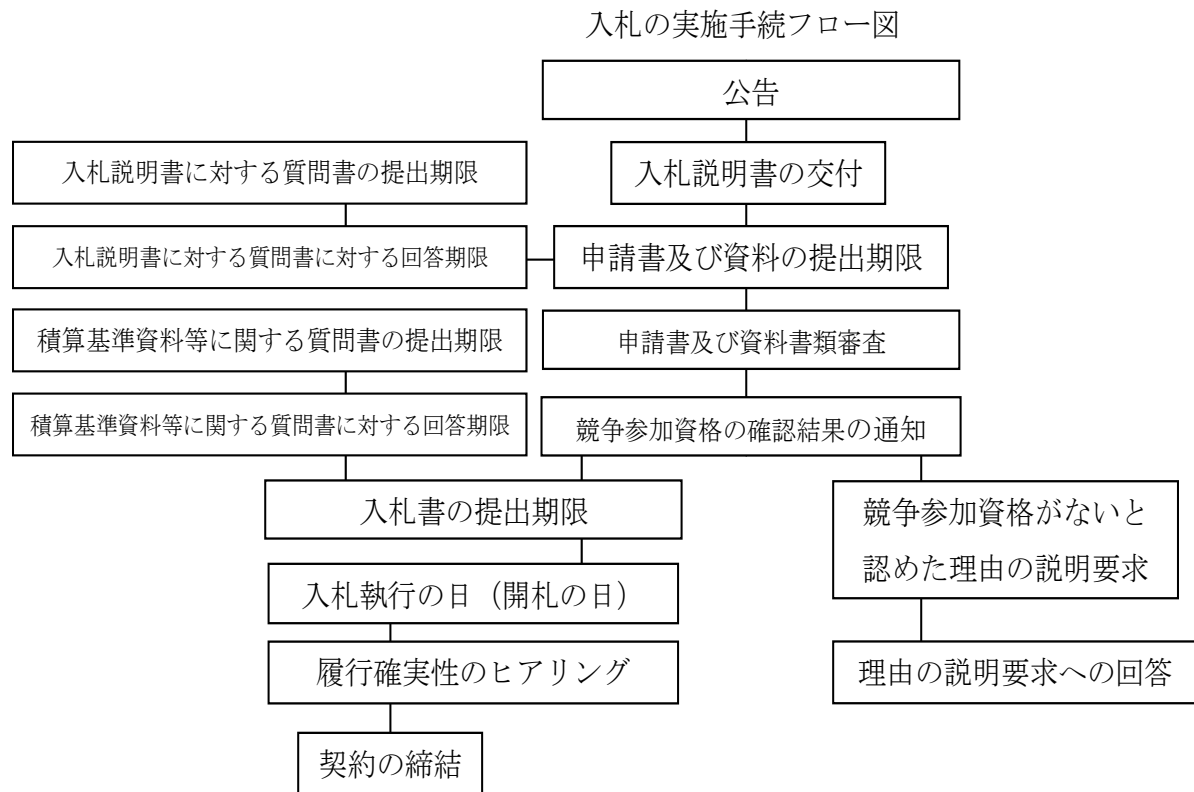 入札の実施手続フロー図
公告
入札説明書に対する質問書の提出期限
入札説明書の交付
入札説明書に対する質問書に対する回答期限
申請書及び資料の提出期限
積算基準資料等に関する質問書の提出期限
申請書及び資料書類審査
積算基準資料等に関する質問書に対する回答期限
競争参加資格の確認結果の通知
入札書の提出期限
競争参加資格がないと
認めた理由の説明要求
入札執行の日（開札の日）
履行確実性のヒアリング
理由の説明要求への回答
契約の締結